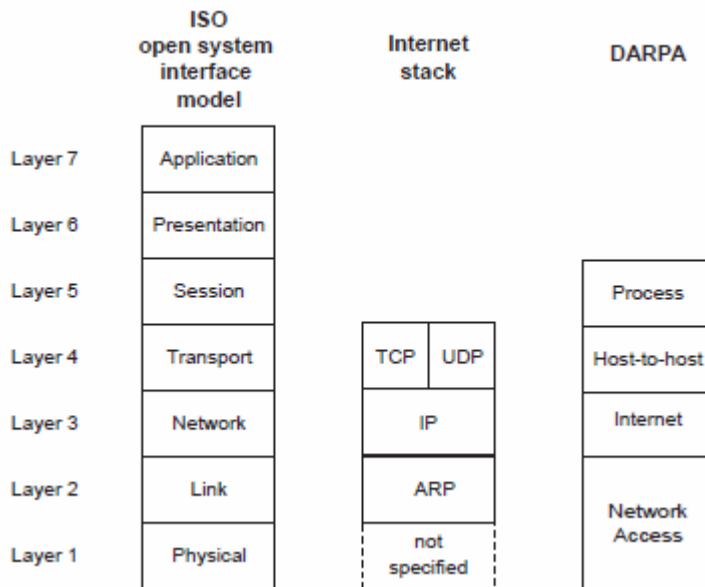 ISO
open system
interface
model
Internet
stack
DARPA
Layer 7
Application
Layer 6
Presentation
Layer 5
Session
Process
Layer 4
Transport
TCP
UDP
Host-to-host
Layer 3
Network
IP
Internet
Layer 2
Link
ARP
Network
Access
Layer 1
Physical
not
specified